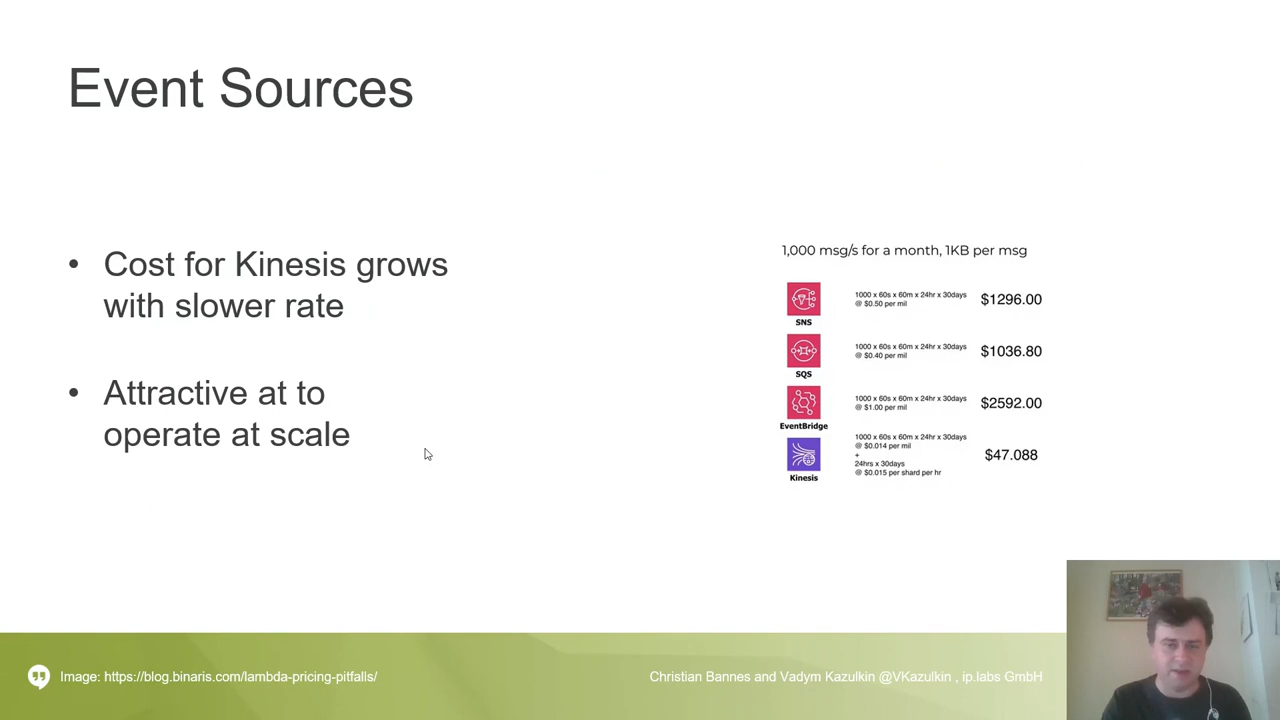 Event Sources
• Cost for Kinesis grows
with slower rate
• Attractive at to
operate at scale
1,000 msg/s for a month, 1KB per msg
SNS
1000 x 60s x 60m x 24hr x 30days
@ $0.50 per mil
$1296.00
SQS
1000 x 60s x 60m x 24hr x 30days
@ $0.40 per mil
$1036.80
EventBridge
1000 x 60s x 60m x 24hr x 30days
@ $1.00 per mil
$2592.00
Kinesis
1000 x 60s x 60m x 24hr x 30days
@ $0.014 per mil
+
24hrs x 30days
@ $0.015 per shard per hr
$47.088
Image: https://blog.binaris.com/lambda-pricing-pitfalls/
Christian Bannes and Vadym Kazulkin @VKazulkin , ip.labs GmbH